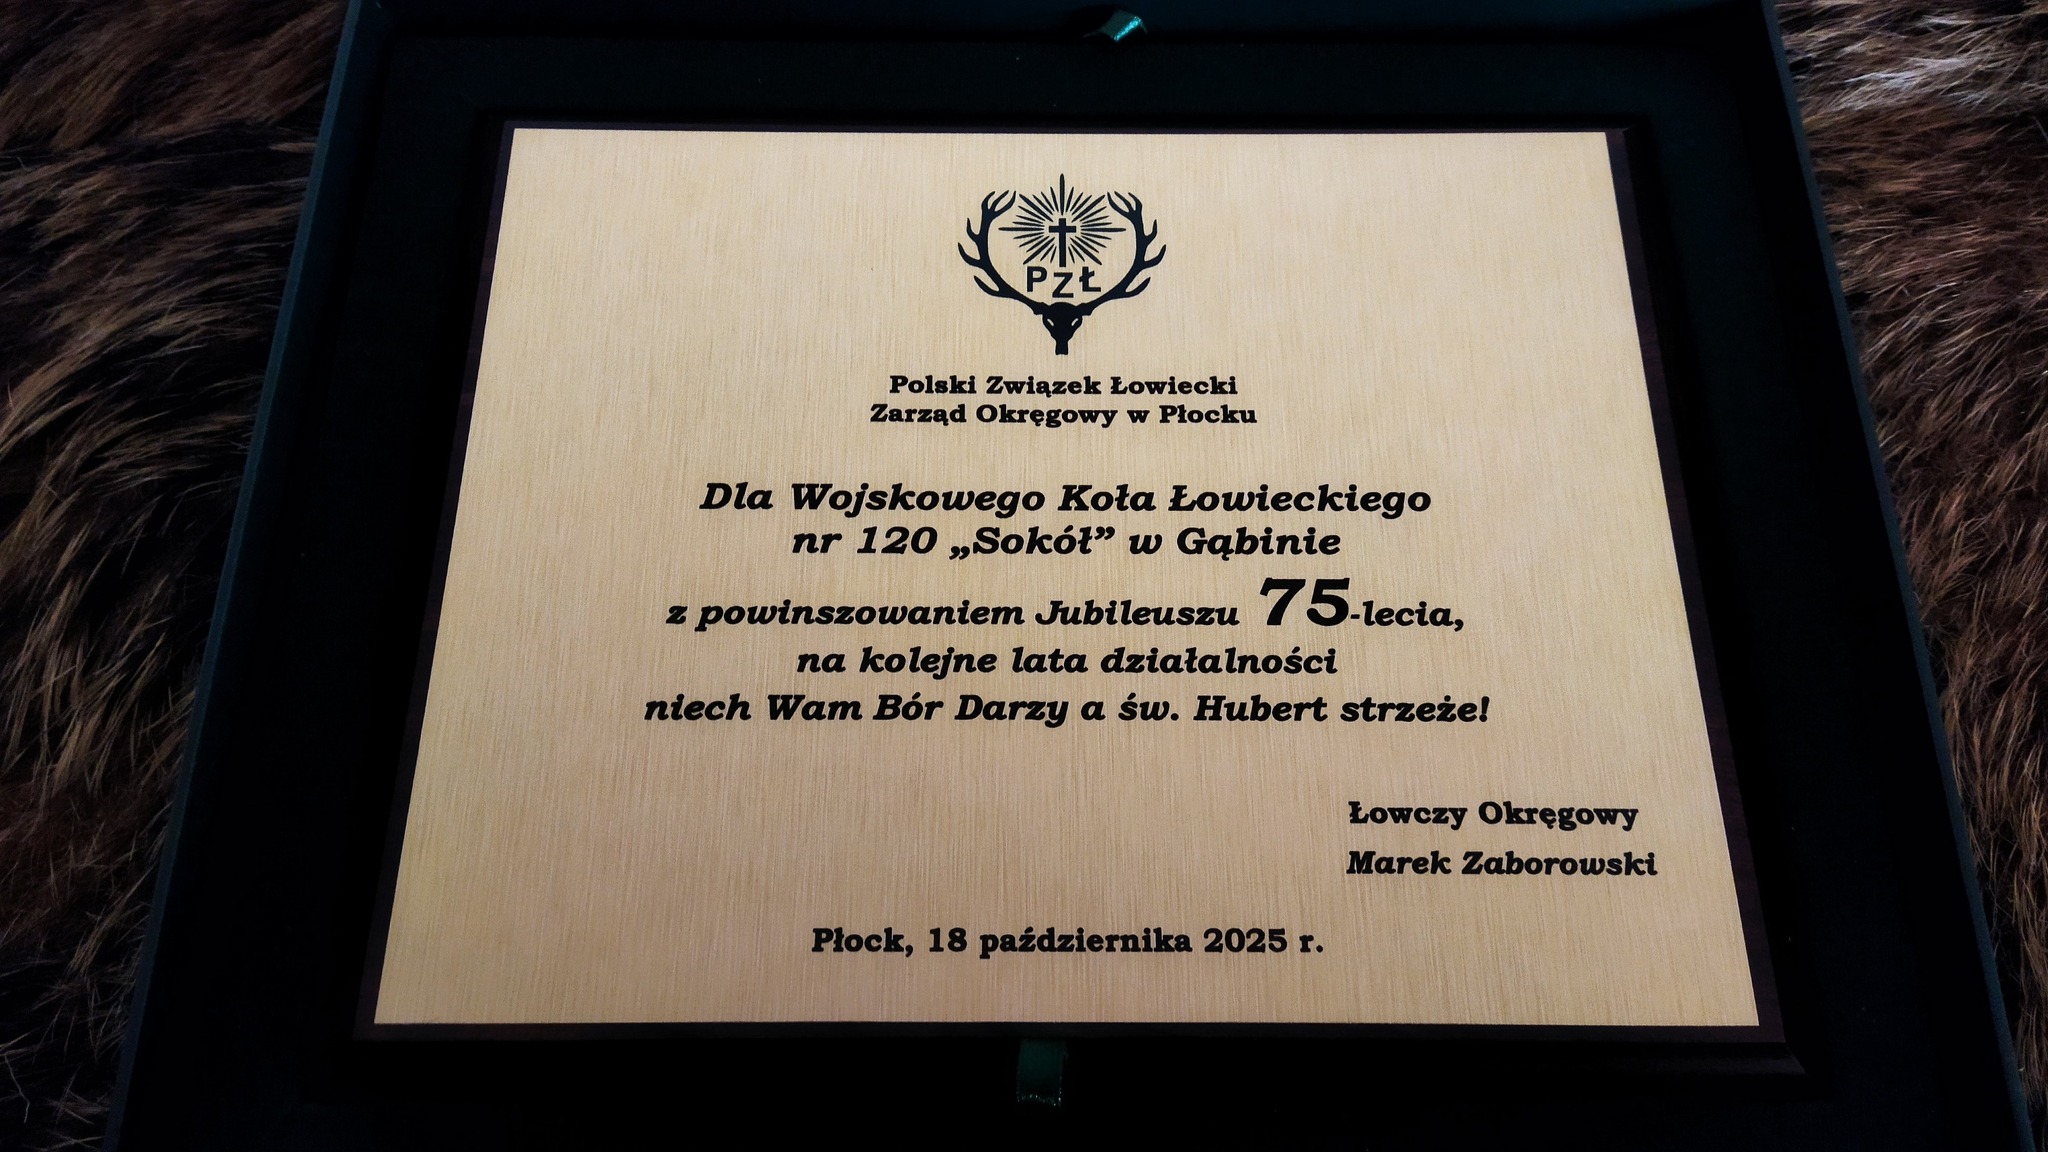 PZŁ
Polski Związek Łowiecki
Zarząd Okręgowy w Płocku
Dla Wojskowego Koła Łowieckiego
nr 120 „Sokół” w Gąbinie
z powinszowaniem Jubileuszu 75-lecia,
na kolejne lata działalności
niech Wam Bór Darzy a św. Hubert strzeże!
Łowczy Okręgowy
Marek Zaborowski
Płock, 18 października 2025 r.